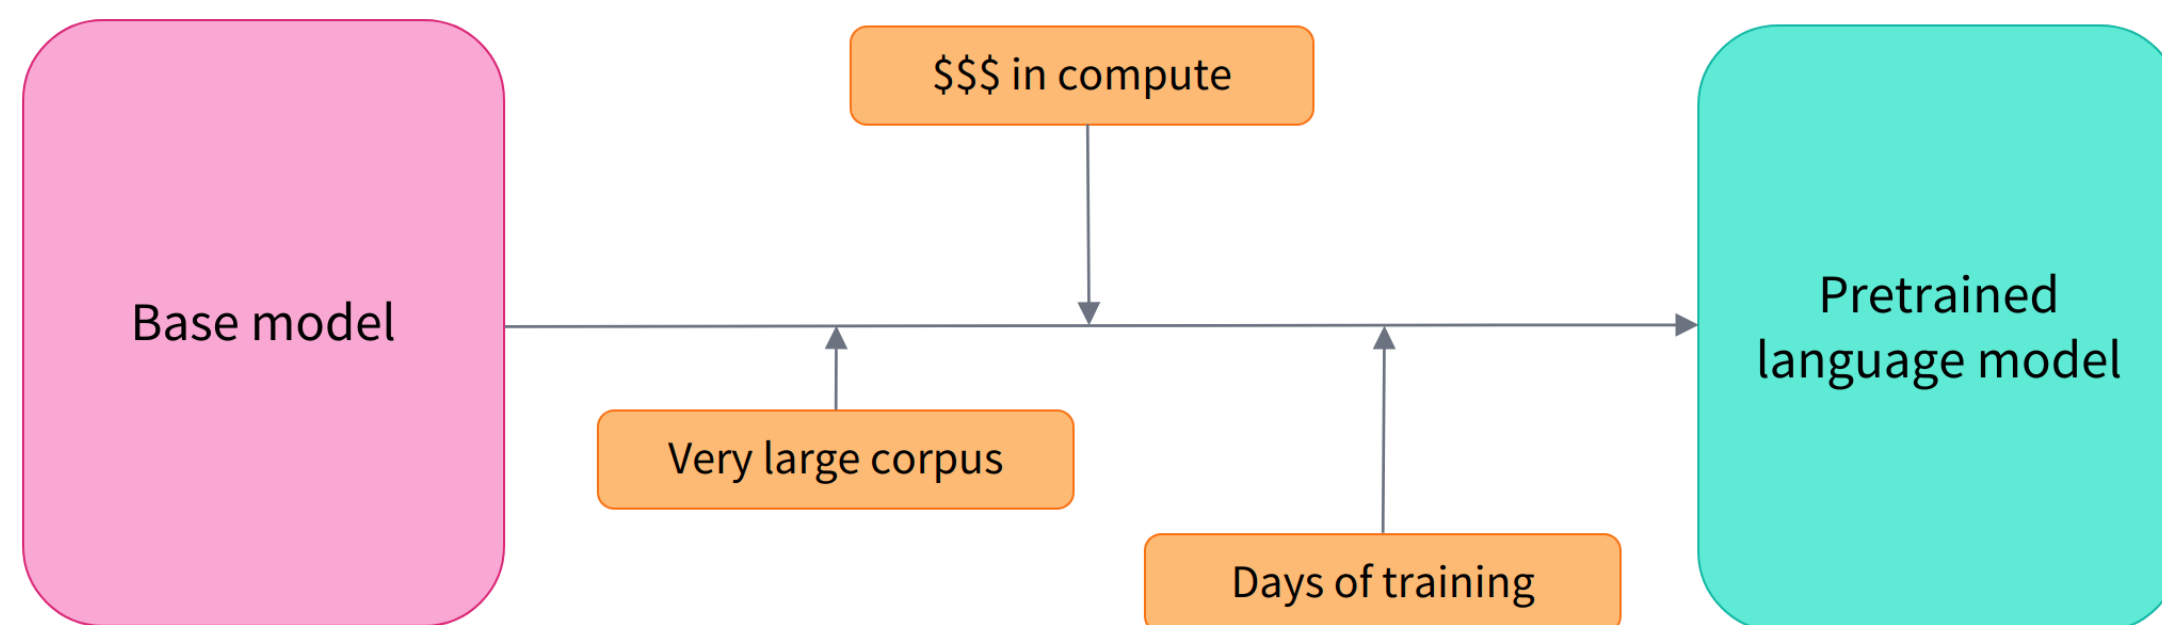 $$$ in compute
Base model
Pretrained
language model
Very large corpus
Days of training